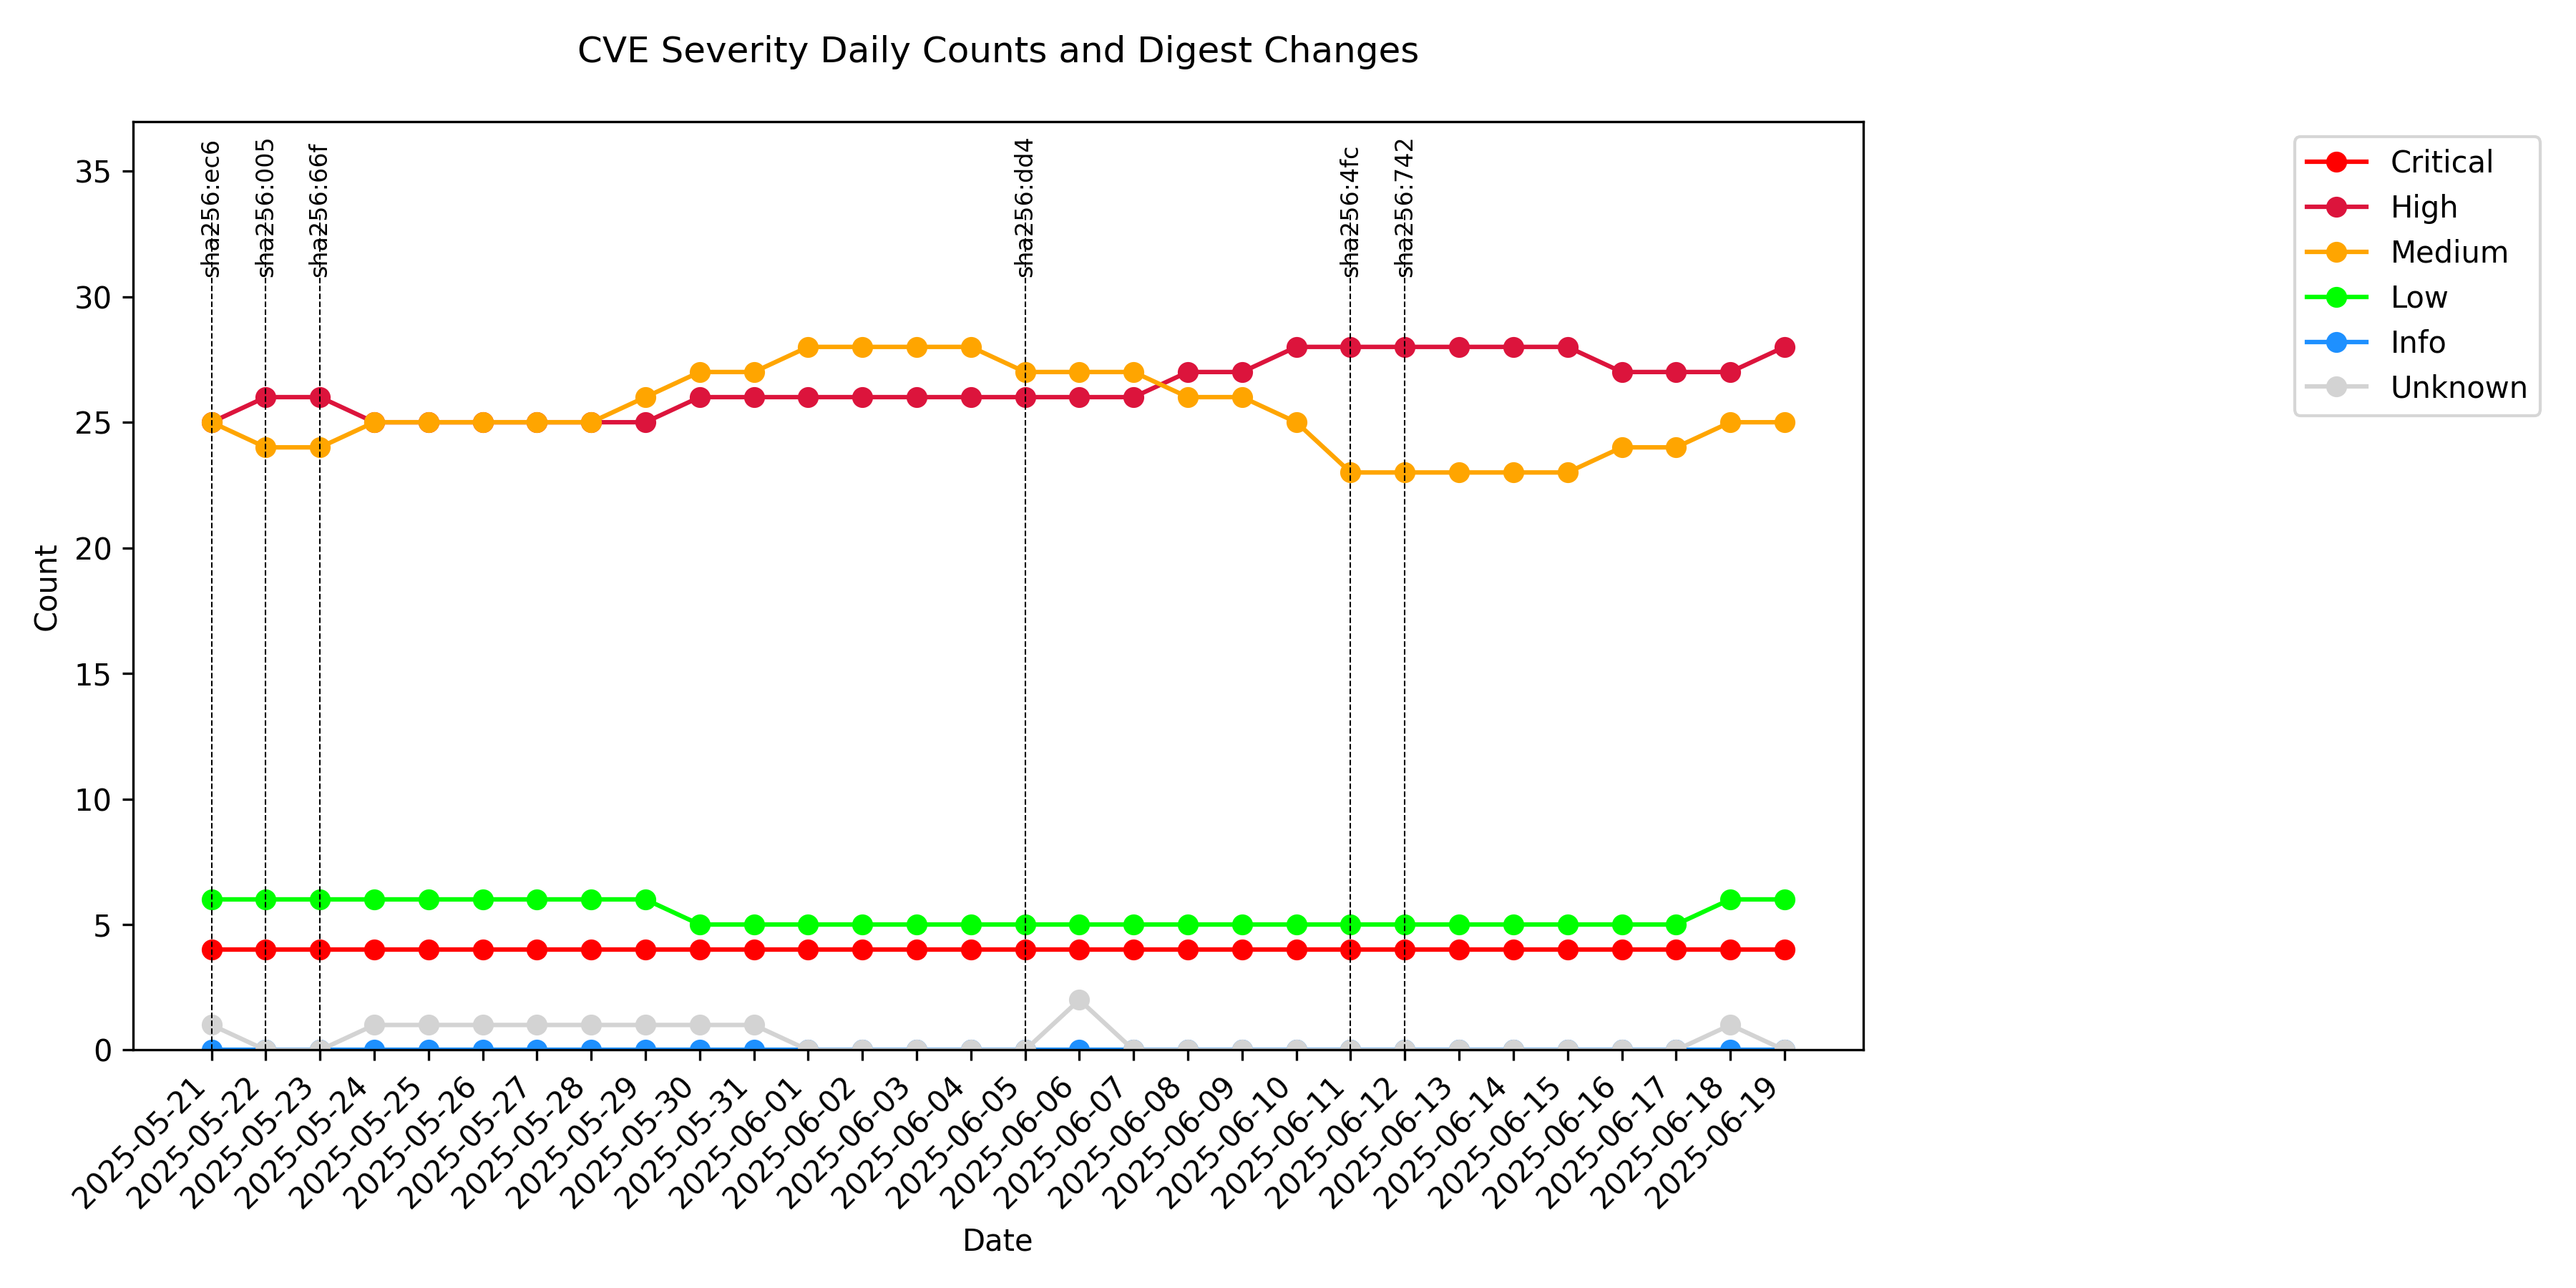 CVE Severity Daily Counts and Digest Changes
sha256:ec6
sha256:005
sha256:66f
sha256:dd4
sha256:4fc
sha256:742
Critical
High
Medium
Low
Info
Unknown
35
30
25
20
15
10
5
0
Count
2025-05-21
2025-05-22
2025-05-23
2025-05-24
2025-05-25
2025-05-26
2025-05-27
2025-05-28
2025-05-29
2025-05-30
2025-05-31
2025-06-01
2025-06-02
2025-06-03
2025-06-04
2025-06-05
2025-06-06
2025-06-07
2025-06-08
2025-06-09
2025-06-10
2025-06-11
2025-06-12
2025-06-13
2025-06-14
2025-06-15
2025-06-16
2025-06-17
2025-06-18
2025-06-19
Date